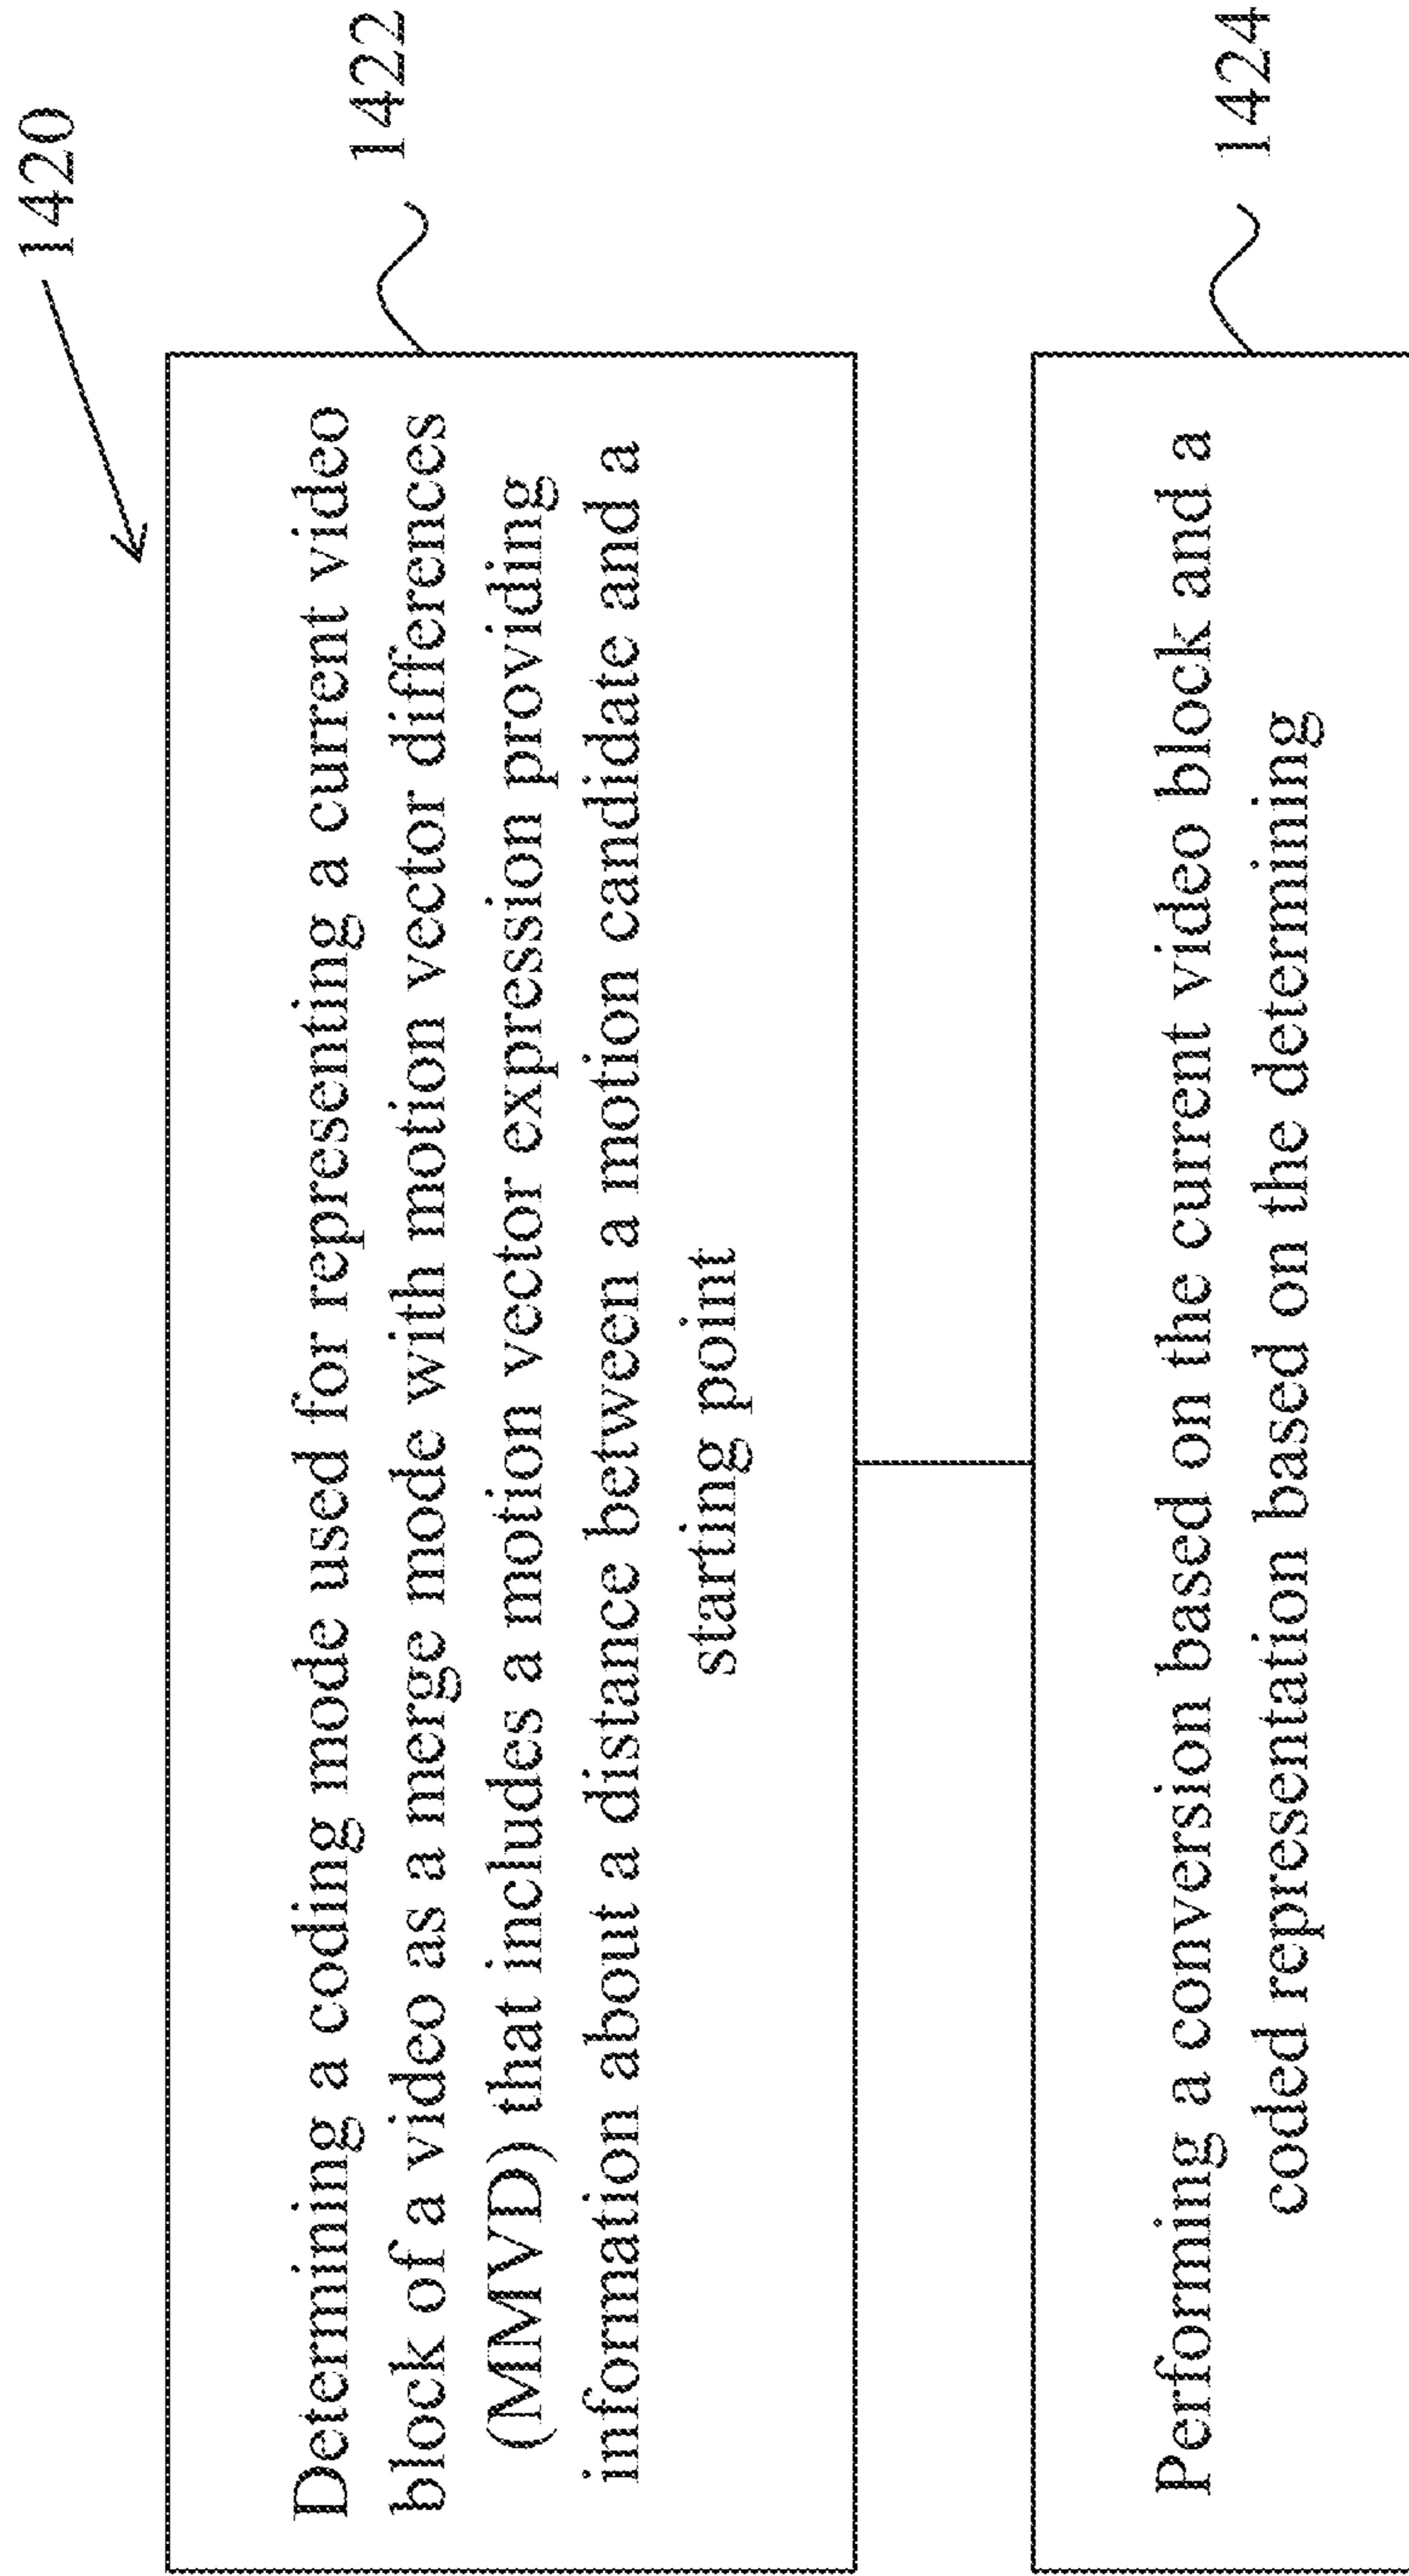 1420
Determining a coding mode used for representing a current video
block of a video as a merge mode with motion vector differences
(MMVD) that includes a motion vector expression providing
information about a distance between a motion candidate and a
starting point
1422
Performing a conversion based on the current video block and a
coded representation based on the determining
1424